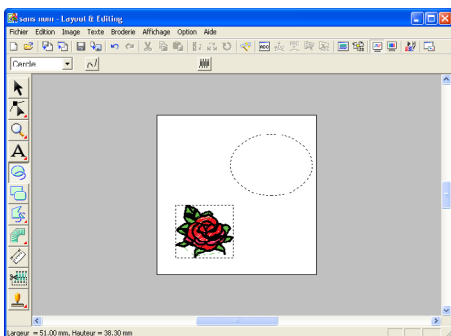 sans nom - Layout & Editing
Fichier Edition Image Texte Broderie Affichage Option Aide
Cercle
A
Largeur = 51.00 mm, Hauteur = 38.30 mm